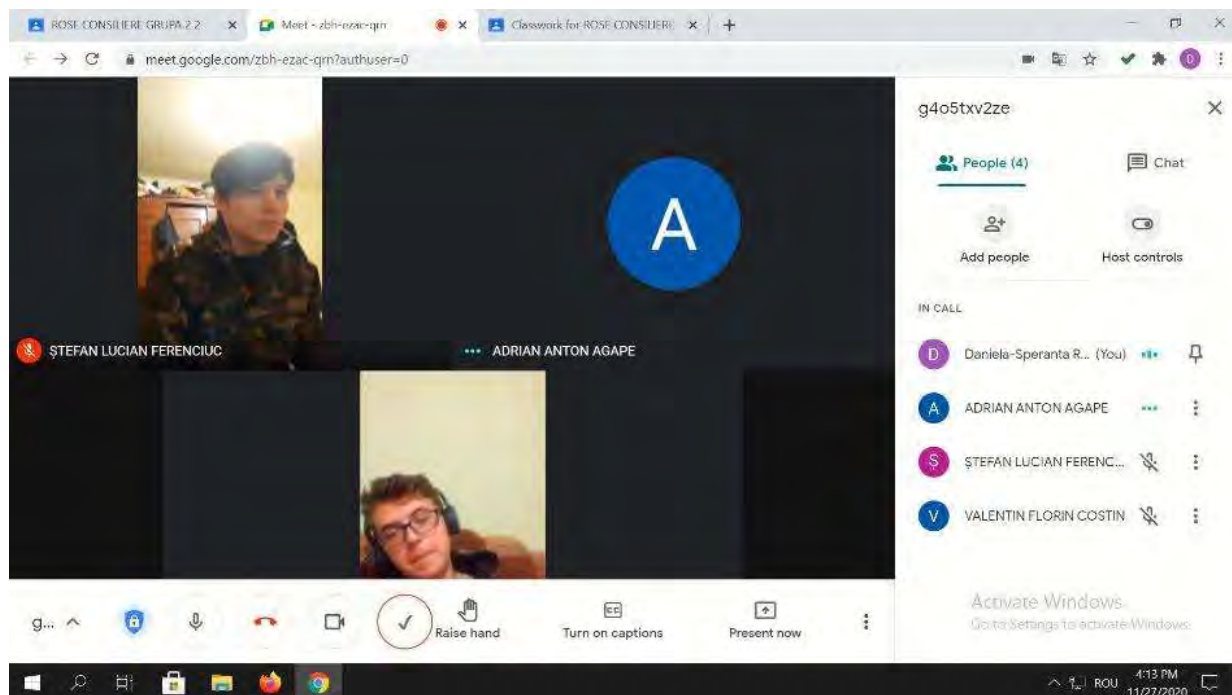 ROSE CONSILIERE GRUPA 2.2
Meet - zbh-ezac-qrn
Classwork for ROSE CONSILIERE
meet.google.com/zbh-ezac-qrn?authuser=0
D
g4o5txv2ze
People (4)
Chat
Add people
Host controls
IN CALL
D Daniela-Speranta R... (You)
A ADRIAN ANTON AGAPE
Ș ȘTEFAN LUCIAN FERENC...
V VALENTIN FLORIN COSTIN
A
ȘTEFAN LUCIAN FERENCIUC
ADRIAN ANTON AGAPE
g...
Raise hand
CC
Turn on captions
Present now
Activate Windows
Go to Settings to activate Windows.
ROU
4:13 PM
11/27/2020